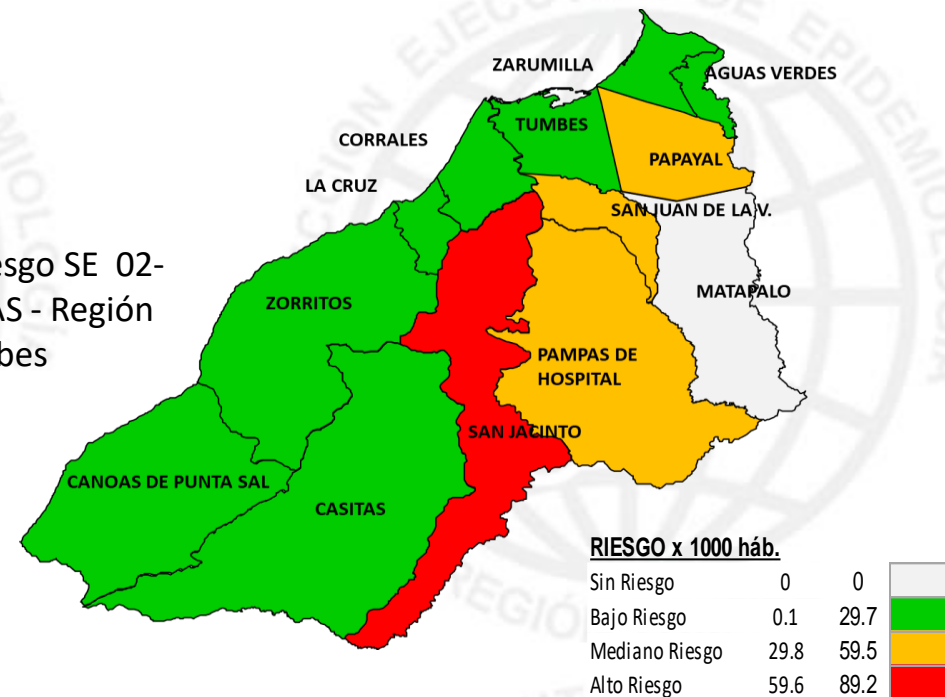 ZARUMILLA
AGUAS VERDES
TUMBES
CORRALES
PAPAYAL
LA CRUZ
SAN JUAN DE LA V.
esgo SE 02-
AS - Región
bes
ZORRITOS
MATAPALO
PAMPAS DE
HOSPITAL
SAN JACINTO
CANOAS DE PUNTA SAL
CASITAS
RIESGO x 1000 háb.
Sin Riesgo 0 0
Bajo Riesgo 0.1 29.7
Mediano Riesgo 29.8 59.5
Alto Riesgo 59.6 89.2